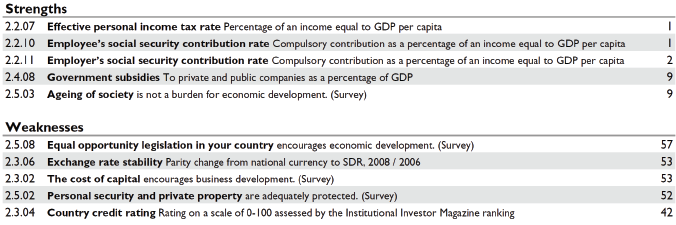 Strengths
2.2.07 Effective personal income tax rate Percentage of an income equal to GDP per capita 1
2.2.10 Employee's social security contribution rate Compulsory contribution as a percentage of an income equal to GDP per capita 1
2.2.11 Employer's social security contribution rate Compulsory contribution as a percentage of an income equal to GDP per capita 2
2.4.08 Government subsidies To private and public companies as a percentage of GDP 9
2.5.03 Ageing of society is not a burden for economic development. (Survey) 9
Weaknesses
2.5.08 Equal opportunity legislation in your country encourages economic development. (Survey) 57
2.3.06 Exchange rate stability Parity change from national currency to SDR, 2008 / 2006 53
2.3.02 The cost of capital encourages business development. (Survey) 53
2.5.02 Personal security and private property are adequately protected. (Survey) 52
2.3.04 Country credit rating Rating on a scale of 0-100 assessed by the Institutional Investor Magazine ranking 42